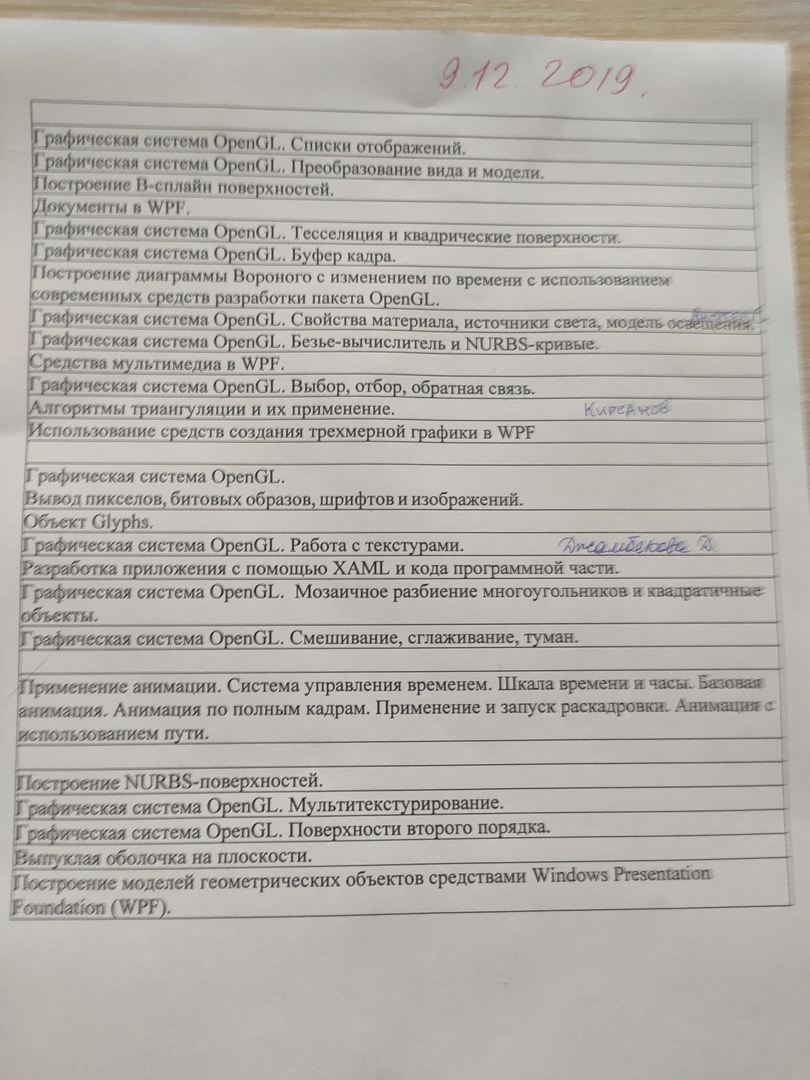 9.12. 2019.
Графическая система OpenGL. Списки отображений.
Графическая система OpenGL. Преобразование вида и модели.
Построение В-сплайн поверхностей.
Документы в WPF.
Графическая система OpenGL. Тесселяция и квадрические поверхности.
Графическая система OpenGL. Буфер кадра.
Построение диаграммы Вороного с изменением по времени с использованием
современных средств разработки пакета OpenGL.
Графическая система OpenGL. Свойства материала, источники света, модель освещения.
Графическая система OpenGL. Безье-вычислитель и NURBS-кривые.
Средства мультимедиа в WPF.
Графическая система OpenGL. Выбор, отбор, обратная связь.
Алгоритмы триангуляции и их применение. Кирсанов
Использование средств создания трехмерной графики в WPF
Графическая система OpenGL.
Вывод пикселов, битовых образов, шрифтов и изображений.
Объект Glyphs.
Графическая система OpenGL. Работа с текстурами. Джамбекова Д.
Разработка приложения с помощью XAML и кода программной части.
Графическая система OpenGL. Мозаичное разбиение многоугольников и квадратичные
объекты.
Графическая система OpenGL. Смешивание, сглаживание, туман.
Применение анимации. Система управления временем. Шкала времени и часы. Базовая
анимация. Анимация по полным кадрам. Применение и запуск раскадровки. Анимация с
использованием пути.
Построение NURBS-поверхностей.
Графическая система OpenGL. Мультитекстурирование.
Графическая система OpenGL. Поверхности второго порядка.
Выпуклая оболочка на плоскости.
Построение моделей геометрических объектов средствами Windows Presentation
Foundation (WPF).